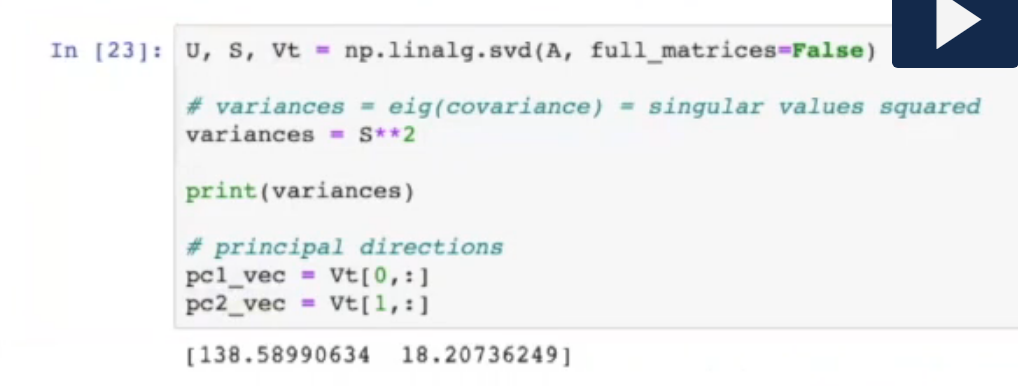 In [23]: U, S, Vt = np.linalg.svd(A, full_matrices=False)
# variances = eig(covariance) = singular values squared
variances = S**2
print(variances)
# principal directions
pc1_vec = Vt[0,:]
pc2_vec = Vt[1,:]
[138.58990634  18.20736249]